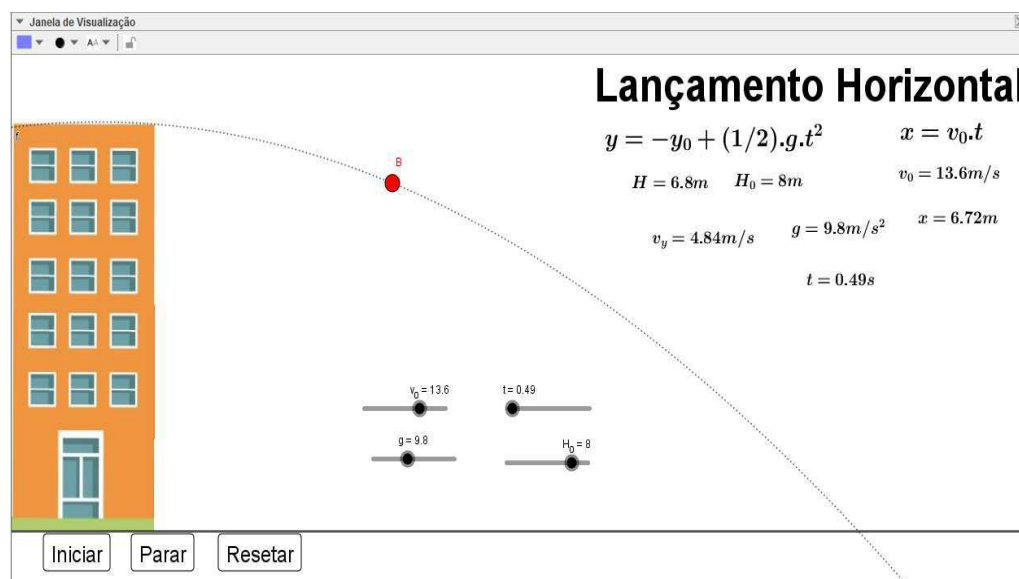 Janela de Visualização
AA
Lançamento Horizontal
y = −y₀ + (1/2).g.t²
x = v₀.t
H = 6.8m
H₀ = 8m
v₀ = 13.6m/s
v_y = 4.84m/s
g = 9.8m/s²
x = 6.72m
t = 0.49s
f
B
v₀ = 13.6
t = 0.49
g = 9.8
H₀ = 8
Iniciar
Parar
Resetar